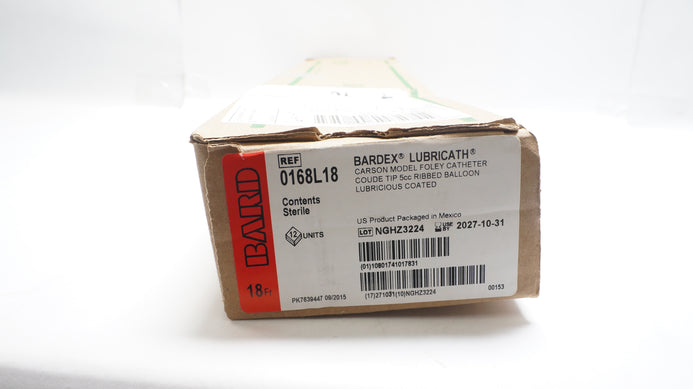 BARD
18 Fr
REF 0168L18
Contents
Sterile
12 UNITS
BARDEX® LUBRICATH®
CARSON MODEL FOLEY CATHETER
COUDE TIP 5cc RIBBED BALLOON
LUBRICIOUS COATED
US Product Packaged in Mexico
LOT NGHZ3224 USE BY 2027-10-31
(01)10801741017831
(17)271031(10)NGHZ3224
00153
PK7639447 09/2015